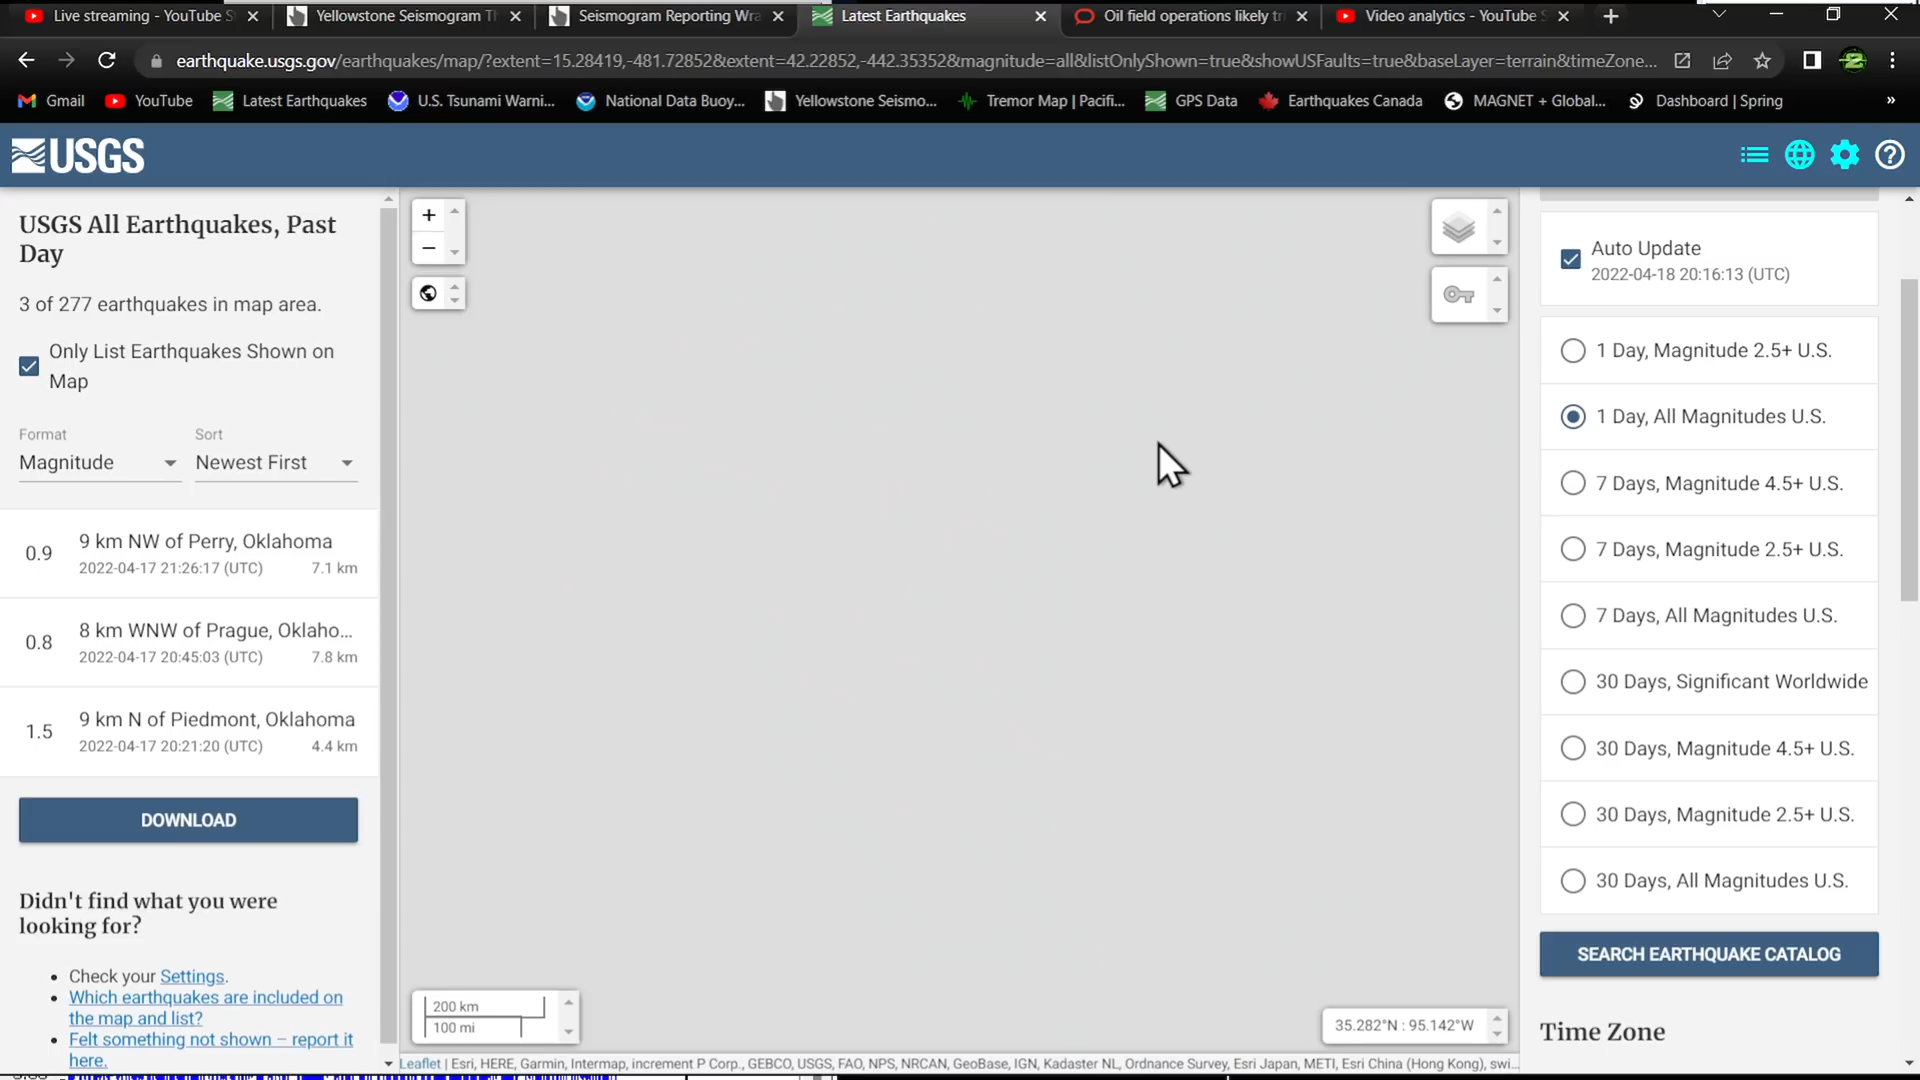 Live streaming - YouTube S
Yellowstone Seismogram Th
Seismogram Reporting Wra
Latest Earthquakes
Oil field operations likely tr
Video analytics - YouTube S
earthquake.usgs.gov/earthquakes/map/?extent=15.28419,-481.72852&extent=42.22852,-442.35352&magnitude=all&listOnlyShown=true&showUSFaults=true&baseLayer=terrain&timeZone...
Gmail
YouTube
Latest Earthquakes
U.S. Tsunami Warni...
National Data Buoy...
Yellowstone Seismo...
Tremor Map | Pacifi...
GPS Data
Earthquakes Canada
MAGNET + Global...
Dashboard | Spring
»
USGS
USGS All Earthquakes, Past
Day
3 of 277 earthquakes in map area.
Only List Earthquakes Shown on
Map
Format
Sort
Magnitude
Newest First
0.9
9 km NW of Perry, Oklahoma
2022-04-17 21:26:17 (UTC)
7.1 km
0.8
8 km WNW of Prague, Oklaho...
2022-04-17 20:45:03 (UTC)
7.8 km
1.5
9 km N of Piedmont, Oklahoma
2022-04-17 20:21:20 (UTC)
4.4 km
DOWNLOAD
Didn't find what you were
looking for?
Check your Settings.
Which earthquakes are included on
the map and list?
Felt something not shown – report it
here.
+
−
200 km
100 mi
35.282°N : 95.142°W
Leaflet | Esri, HERE, Garmin, Intermap, increment P Corp., GEBCO, USGS, FAO, NPS, NRCAN, GeoBase, IGN, Kadaster NL, Ordnance Survey, Esri Japan, METI, Esri China (Hong Kong), swi...
Auto Update
2022-04-18 20:16:13 (UTC)
1 Day, Magnitude 2.5+ U.S.
1 Day, All Magnitudes U.S.
7 Days, Magnitude 4.5+ U.S.
7 Days, Magnitude 2.5+ U.S.
7 Days, All Magnitudes U.S.
30 Days, Significant Worldwide
30 Days, Magnitude 4.5+ U.S.
30 Days, Magnitude 2.5+ U.S.
30 Days, All Magnitudes U.S.
SEARCH EARTHQUAKE CATALOG
Time Zone